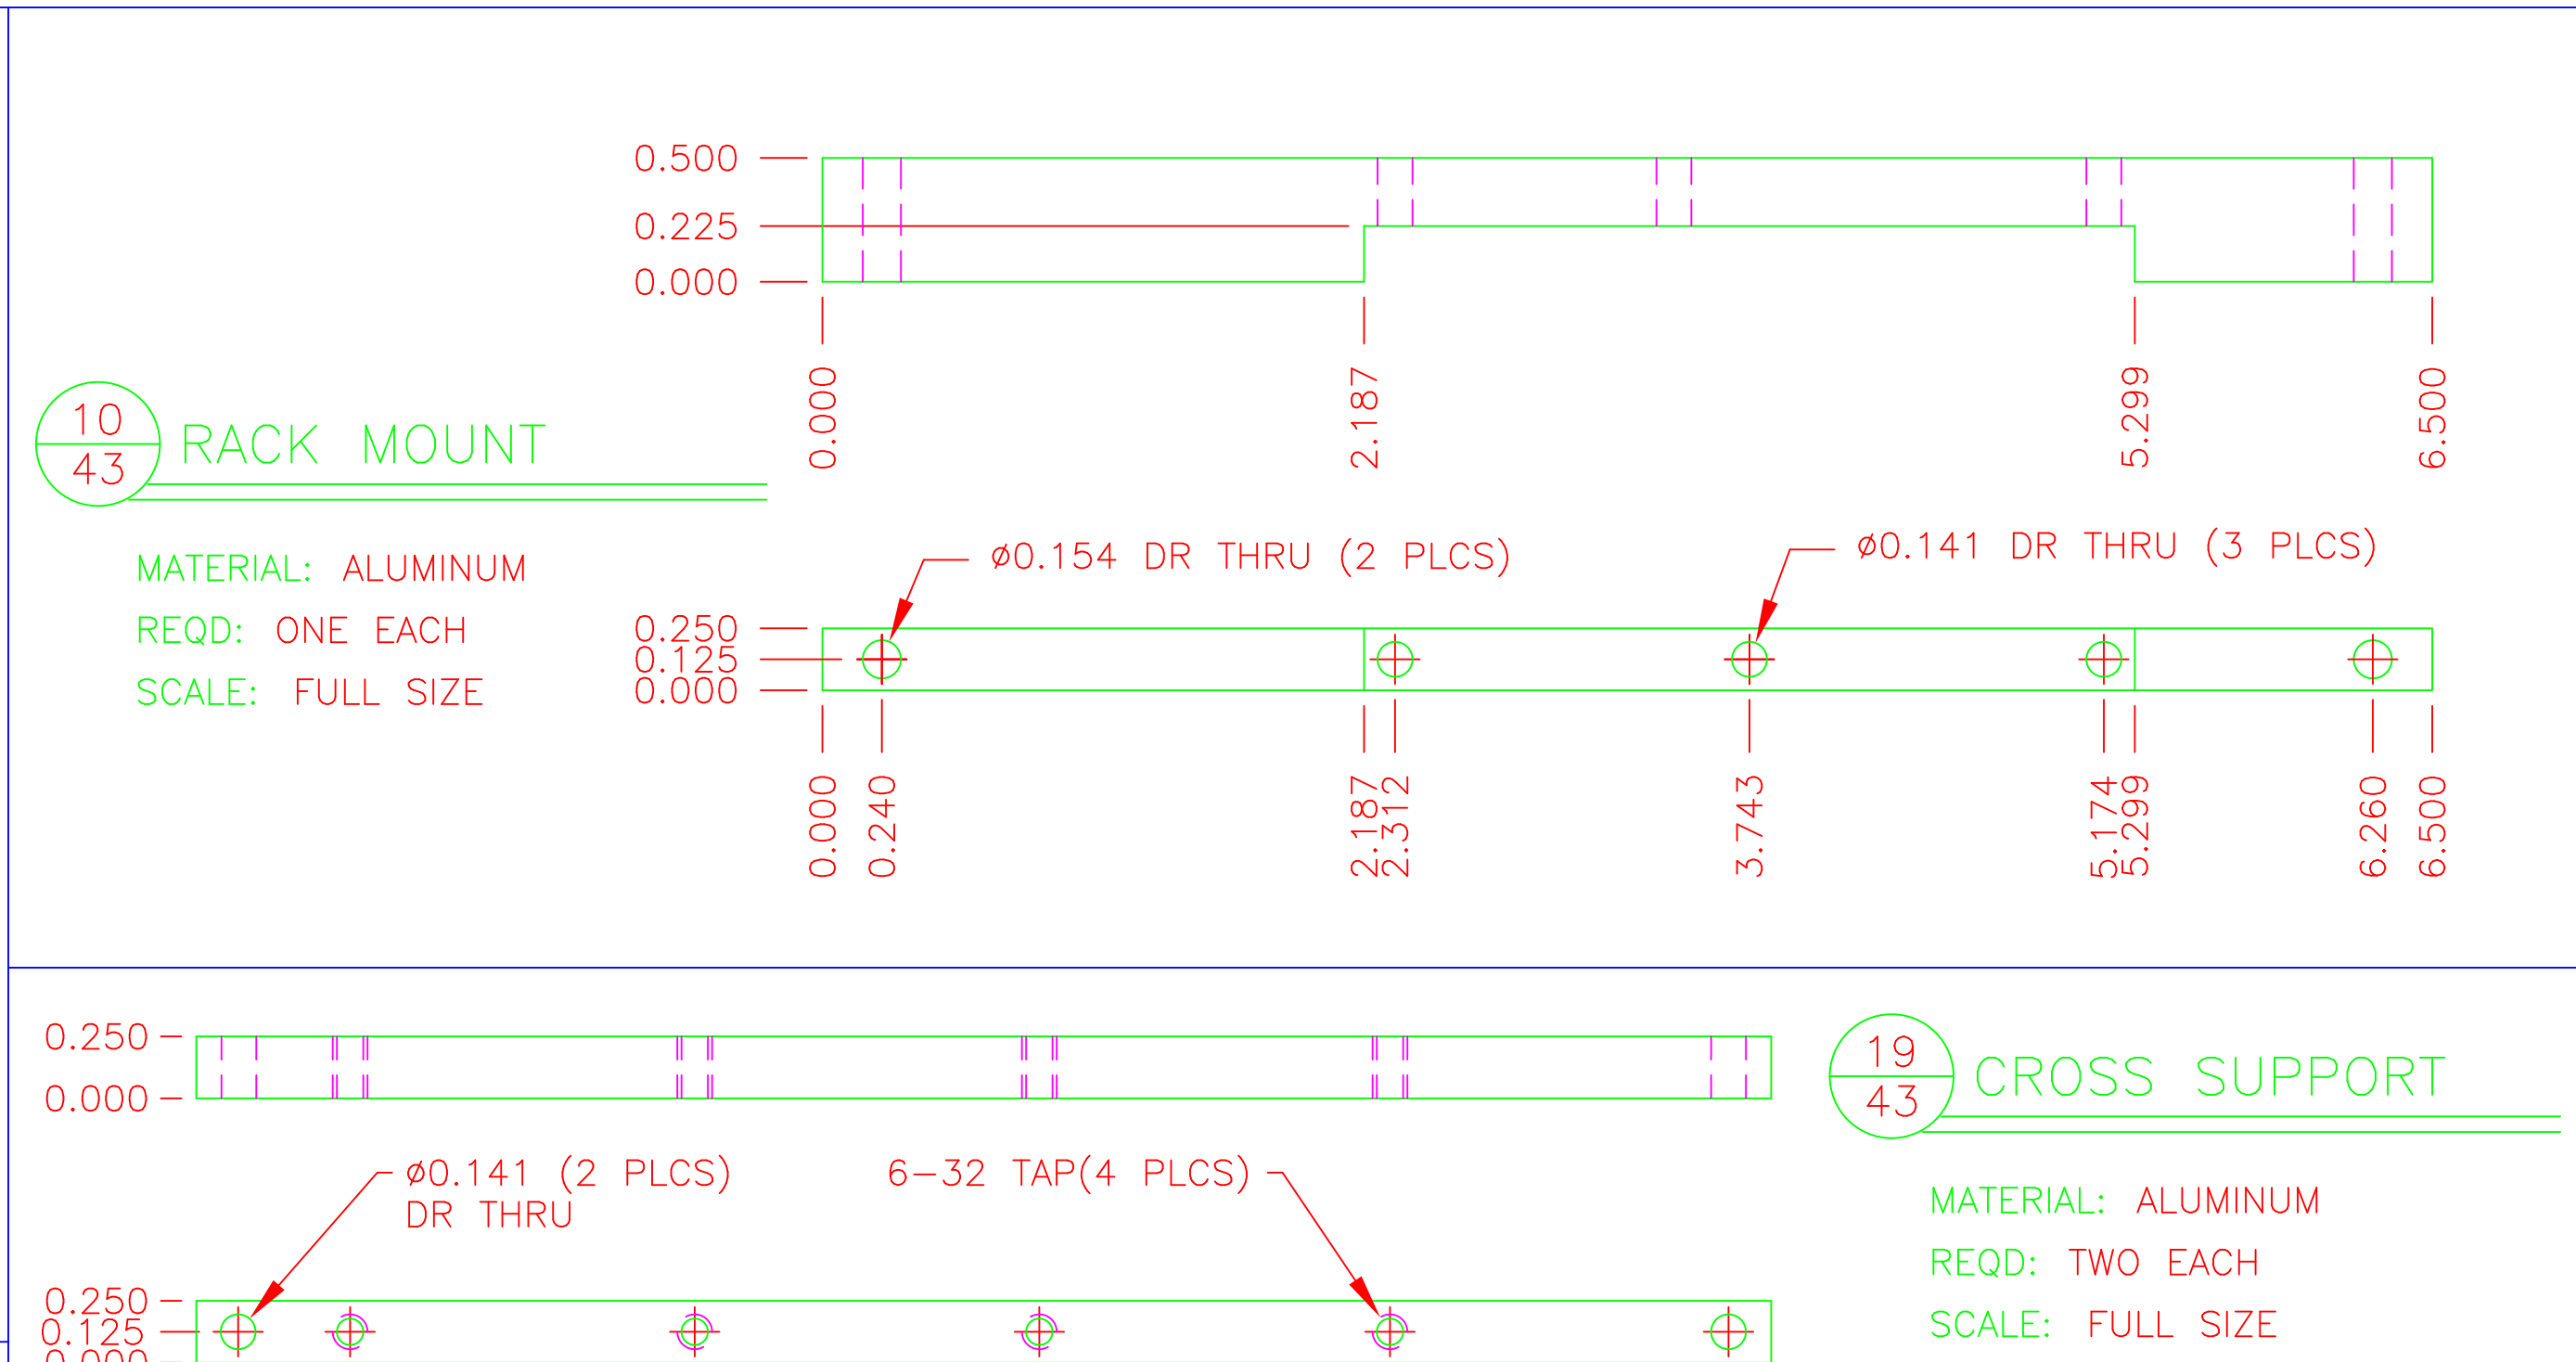 0.500
0.225
0.000
0.000
2.187
5.299
6.500
10
43
RACK MOUNT
MATERIAL: ALUMINUM
REQD: ONE EACH
SCALE: FULL SIZE
ø0.154 DR THRU (2 PLCS)
ø0.141 DR THRU (3 PLCS)
0.250
0.125
0.000
0.000
0.240
2.187
2.312
3.743
5.174
5.299
6.260
6.500
0.250
0.000
19
43
CROSS SUPPORT
ø0.141 (2 PLCS)
DR THRU
6-32 TAP(4 PLCS)
MATERIAL: ALUMINUM
REQD: TWO EACH
SCALE: FULL SIZE
0.250
0.125
0.000